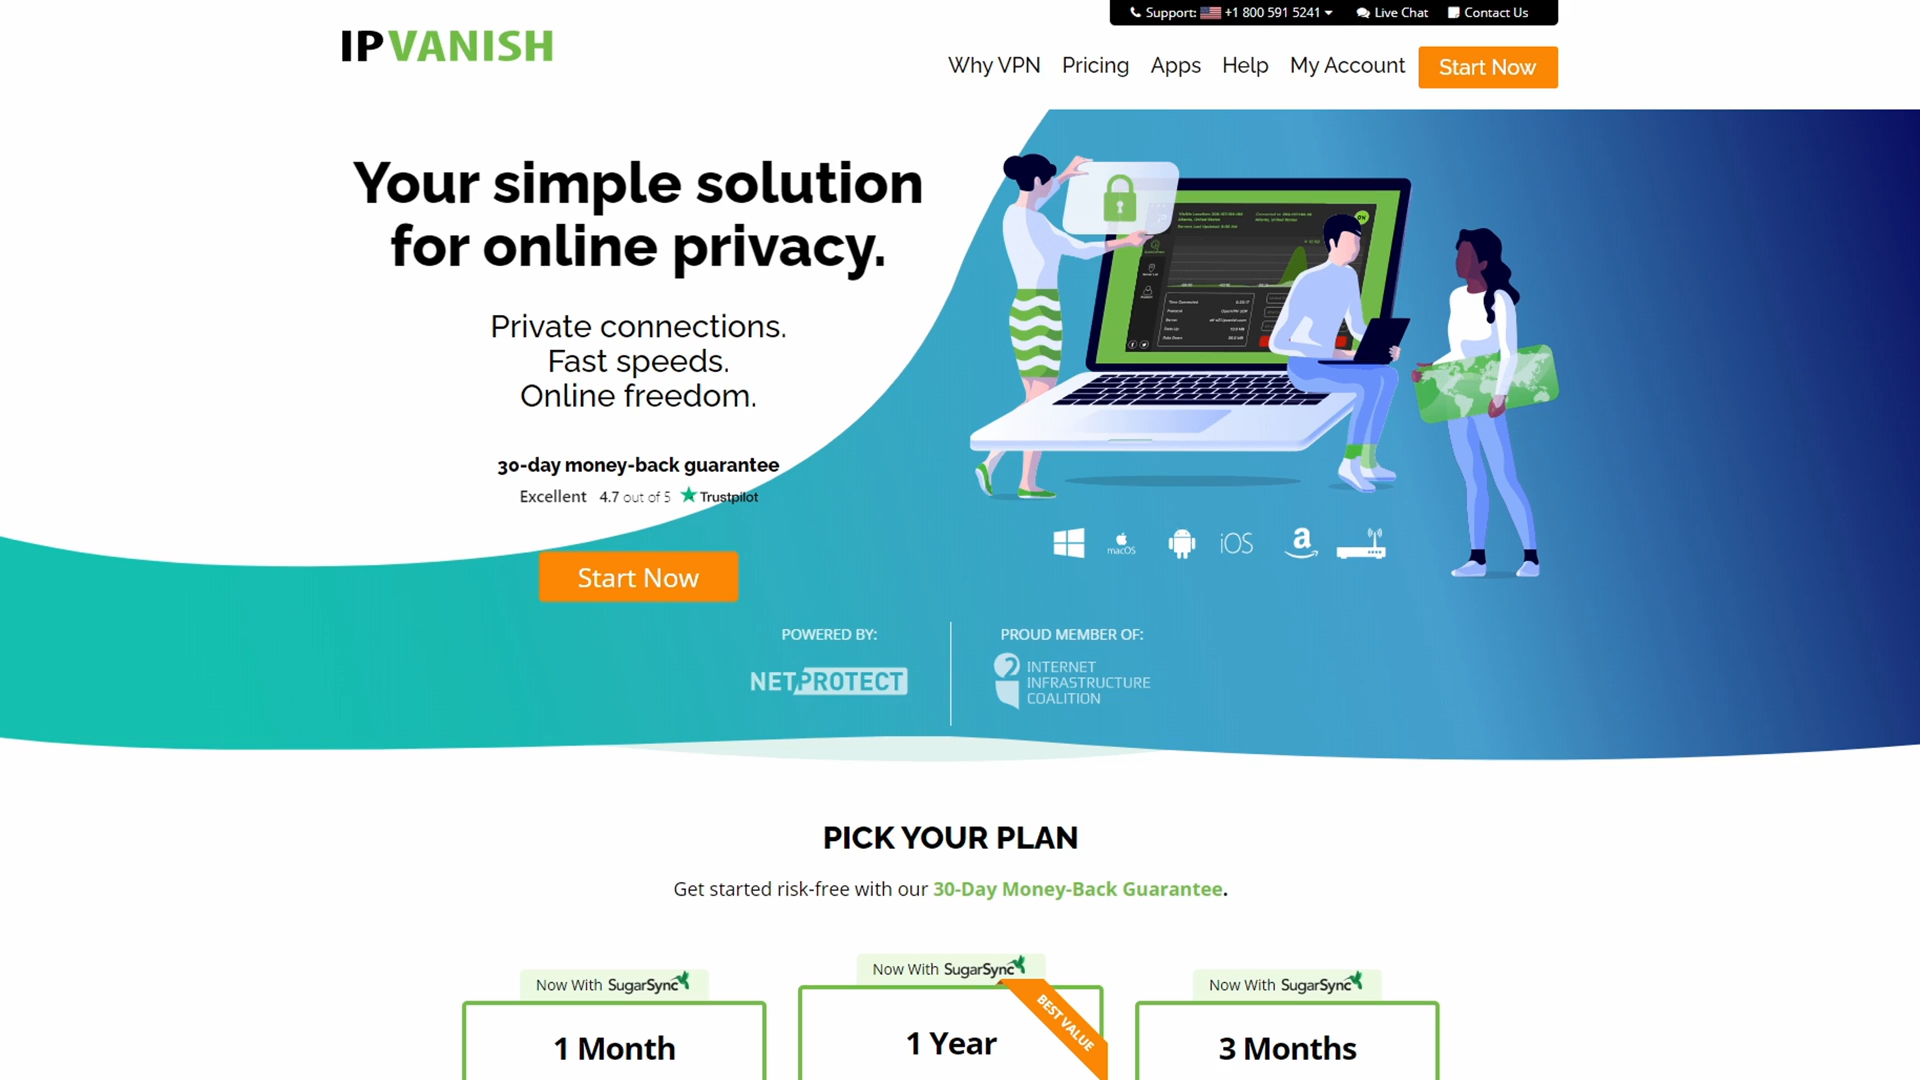 Support: +1 800 591 5241
Live Chat
Contact Us
IPVANISH
Why VPN
Pricing
Apps
Help
My Account
Start Now
Your simple solution
for online privacy.
Private connections.
Fast speeds.
Online freedom.
30-day money-back guarantee
Excellent 4.7 out of 5 Trustpilot
Start Now
ON
macOS
iOS
POWERED BY:
NETPROTECT
PROUD MEMBER OF:
2 INTERNET
INFRASTRUCTURE
COALITION
PICK YOUR PLAN
Get started risk-free with our 30-Day Money-Back Guarantee.
Now With SugarSync
1 Month
Now With SugarSync
BEST VALUE
1 Year
Now With SugarSync
3 Months